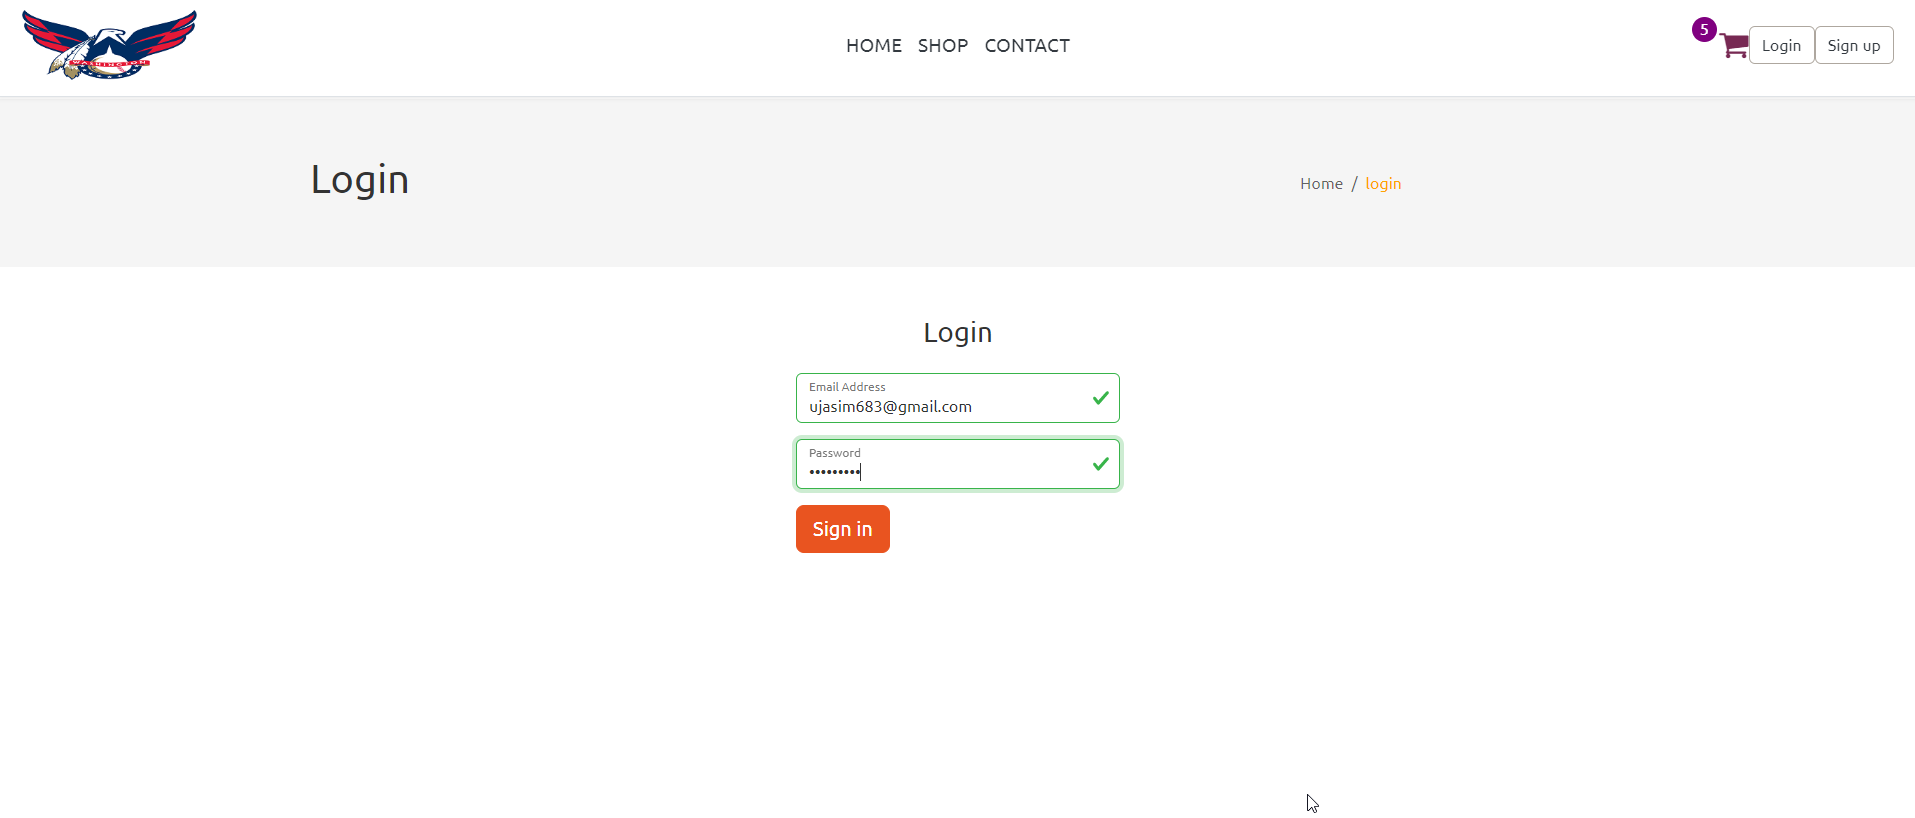 WASHINGTON
HOME SHOP CONTACT
5
Login Sign up
Login
Home / login
Login
Email Address
ujasim683@gmail.com
Password
•••••••••
Sign in